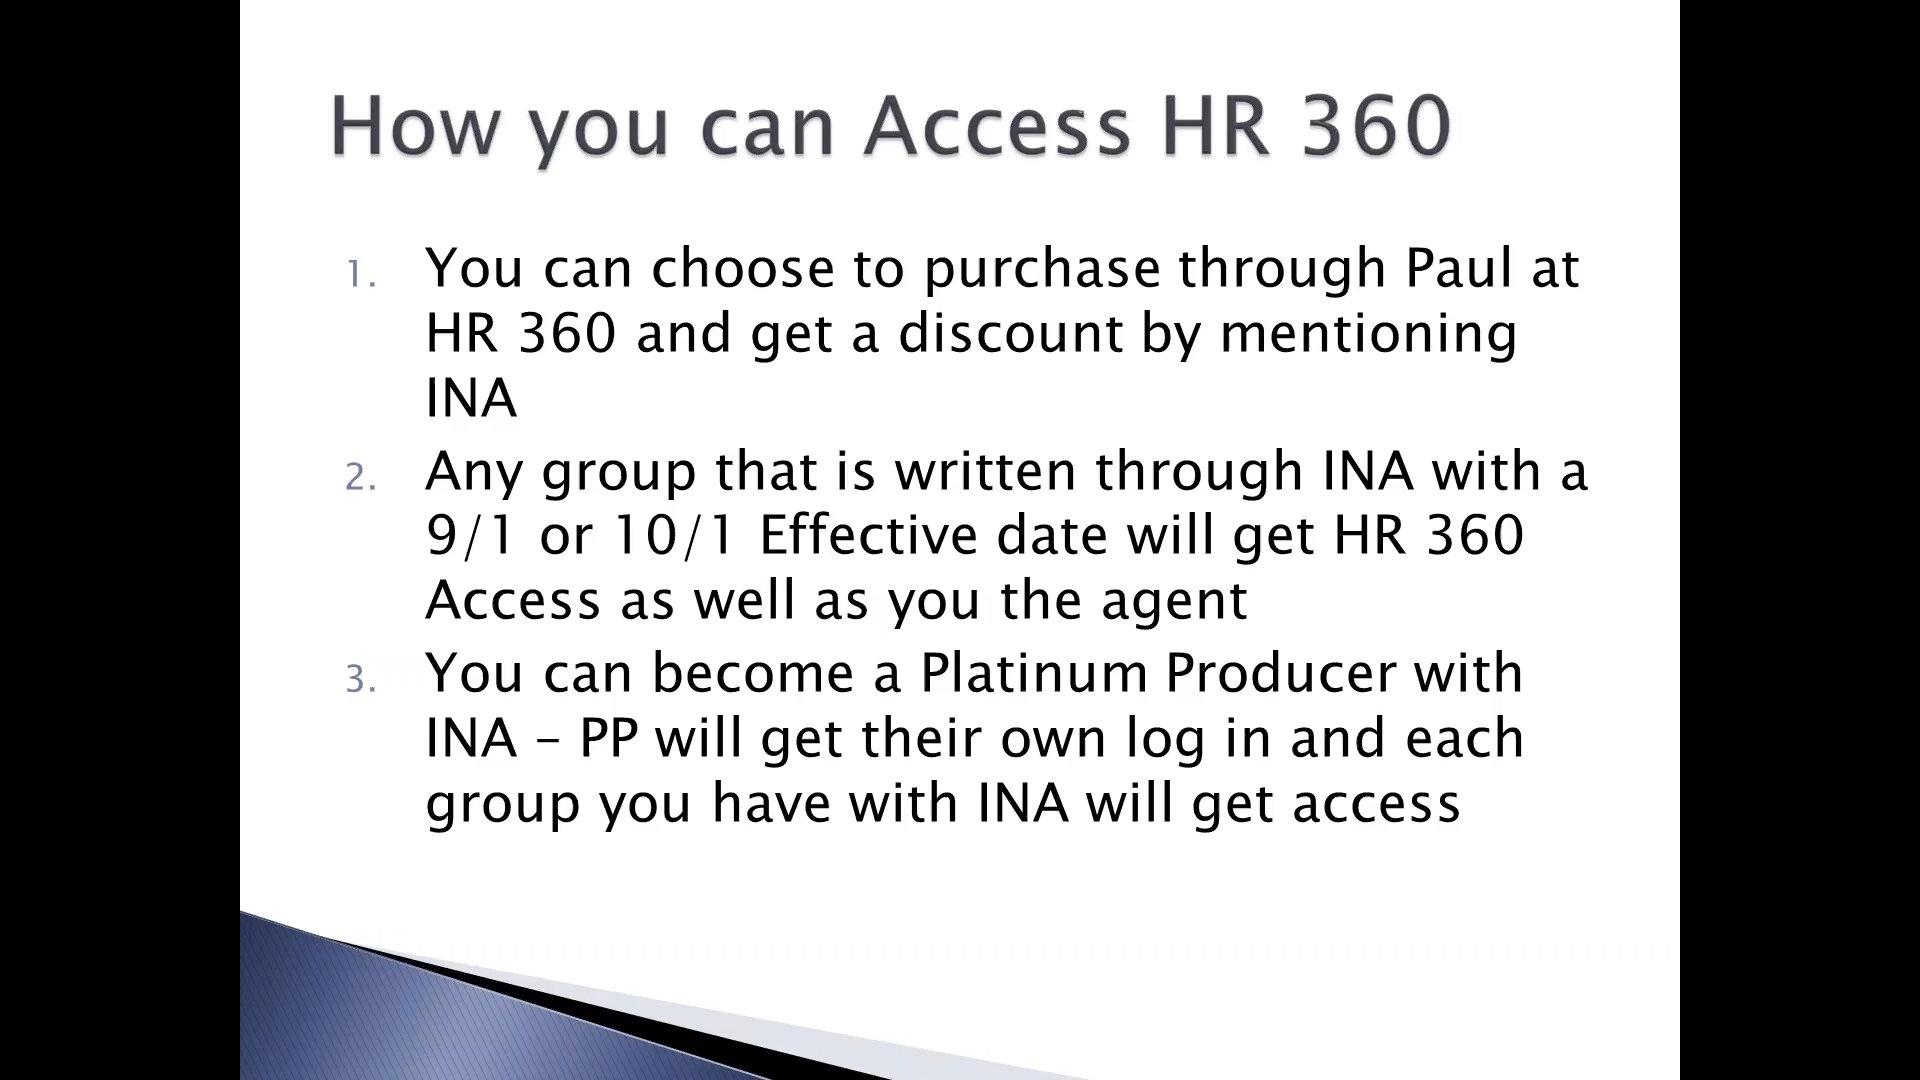 How you can Access HR 360
1. You can choose to purchase through Paul at
HR 360 and get a discount by mentioning
INA
2. Any group that is written through INA with a
9/1 or 10/1 Effective date will get HR 360
Access as well as you the agent
3. You can become a Platinum Producer with
INA – PP will get their own log in and each
group you have with INA will get access